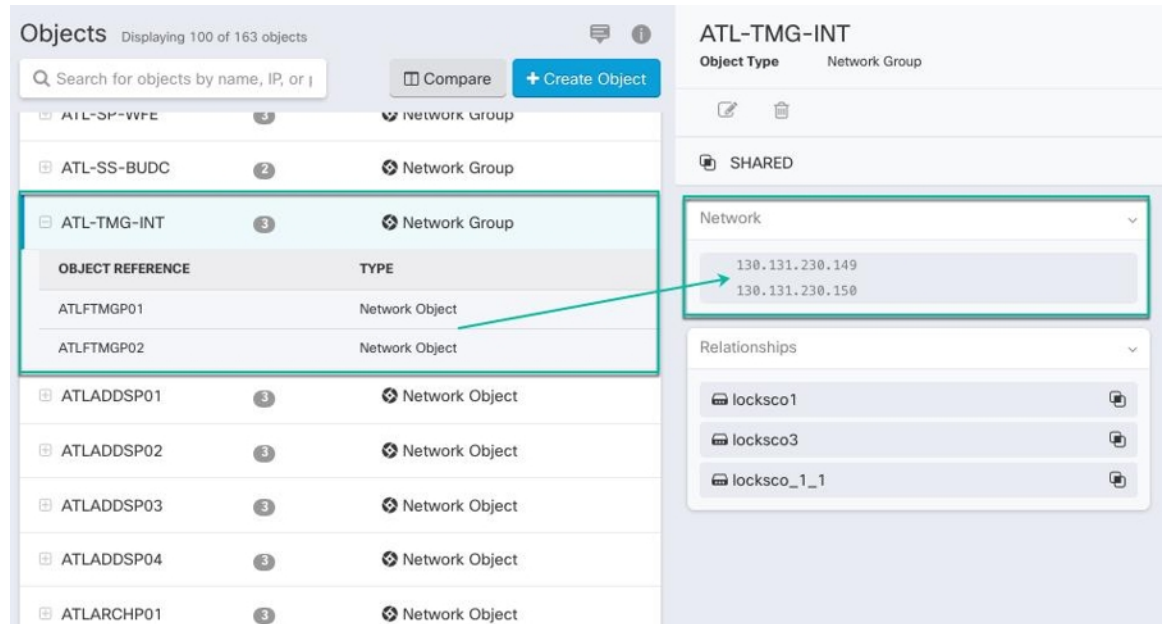 Objects Displaying 100 of 163 objects
Search for objects by name, IP, or
Compare
+ Create Object
ATL-SP-WFE 3 Network Group
ATL-SS-BUDC 2 Network Group
ATL-TMG-INT 3 Network Group
OBJECT REFERENCE TYPE
ATLFTMGP01 Network Object
ATLFTMGP02 Network Object
ATLADDSP01 3 Network Object
ATLADDSP02 3 Network Object
ATLADDSP03 3 Network Object
ATLADDSP04 3 Network Object
ATLARCHP01 3 Network Object
ATL-TMG-INT
Object Type Network Group
SHARED
Network
130.131.230.149
130.131.230.150
Relationships
locksco1
locksco3
locksco_1_1